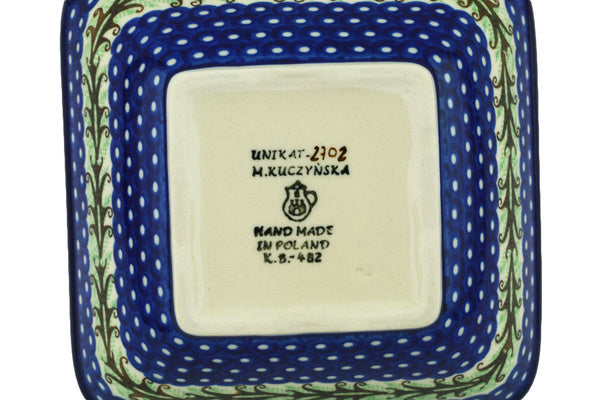 UNIKAT-2702
M.KUCZYŃSKA
HAND MADE
IN POLAND
K.B.-482